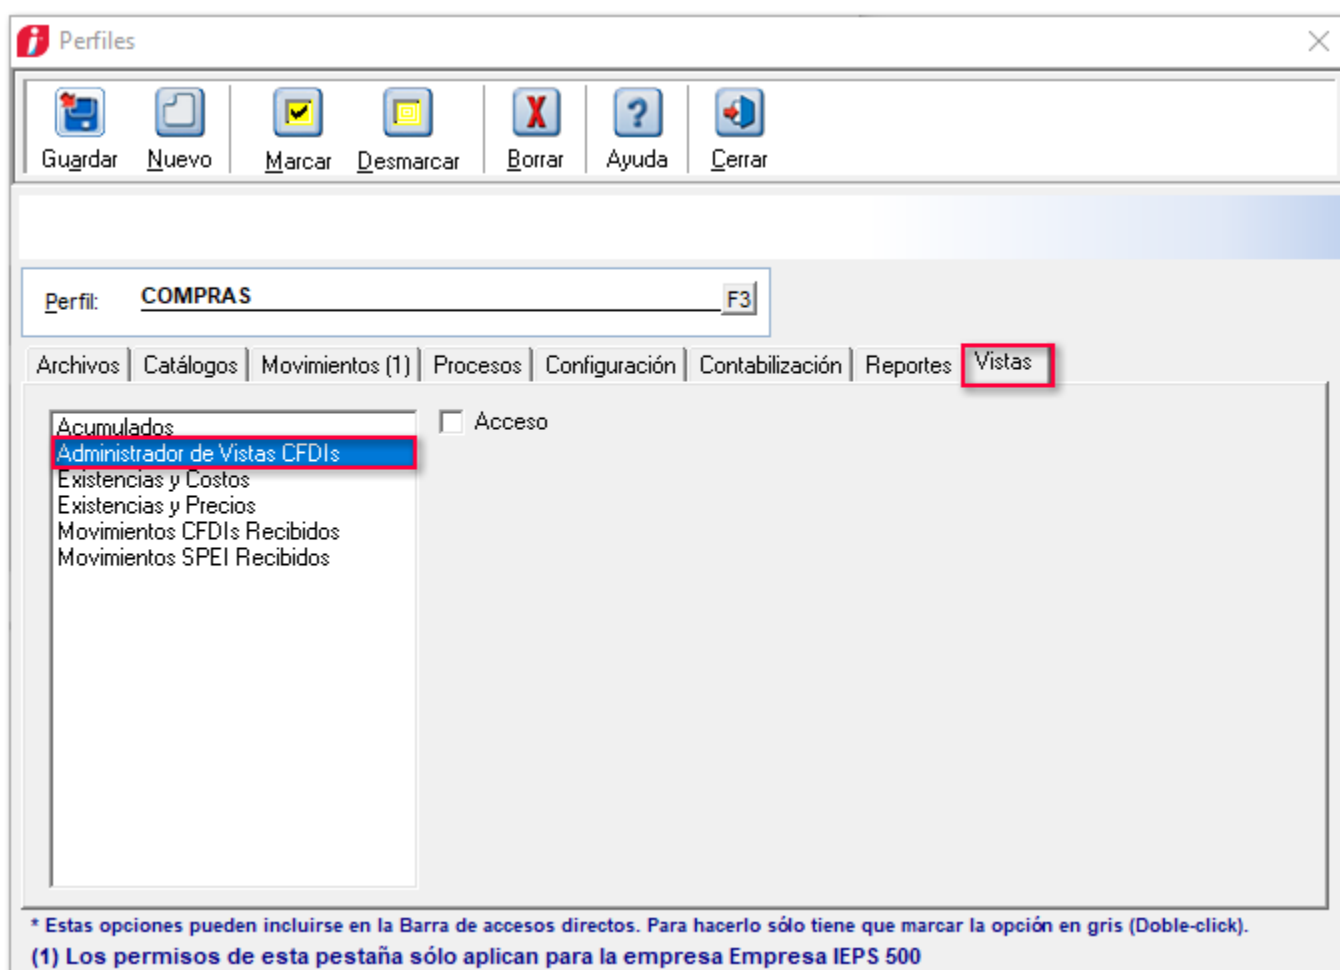 Perfiles
Guardar Nuevo Marcar Desmarcar Borrar Ayuda Cerrar
Perfil: COMPRAS F3
Archivos Catálogos Movimientos (1) Procesos Configuración Contabilización Reportes Vistas
Acumulados
Administrador de Vistas CFDIs
Existencias y Costos
Existencias y Precios
Movimientos CFDIs Recibidos
Movimientos SPEI Recibidos
Acceso
* Estas opciones pueden incluirse en la Barra de accesos directos. Para hacerlo sólo tiene que marcar la opción en gris (Doble-click).
(1) Los permisos de esta pestaña sólo aplican para la empresa Empresa IEPS 500